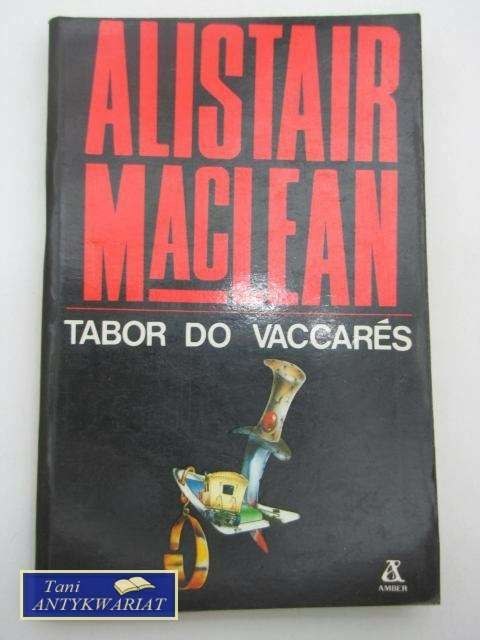 ALISTAIR
MACLEAN
TABOR DO VACCARÉS
AMBER
Tani
ANTYKWARIAT